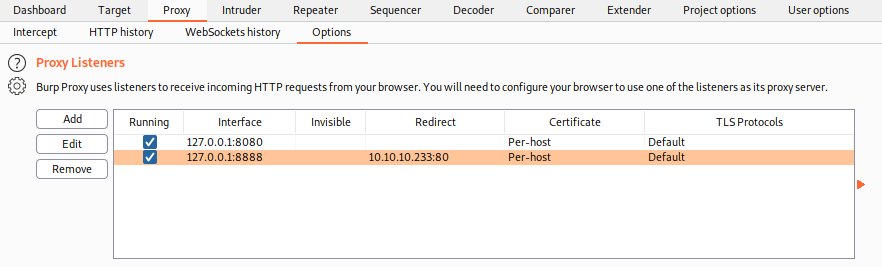 Dashboard Target Proxy Intruder Repeater Sequencer Decoder Comparer Extender Project options User options
Intercept HTTP history WebSockets history Options
? Proxy Listeners
Burp Proxy uses listeners to receive incoming HTTP requests from your browser. You will need to configure your browser to use one of the listeners as its proxy server.
Add
Edit
Remove
Running Interface Invisible Redirect Certificate TLS Protocols
127.0.0.1:8080 Per-host Default
127.0.0.1:8888 10.10.10.233:80 Per-host Default